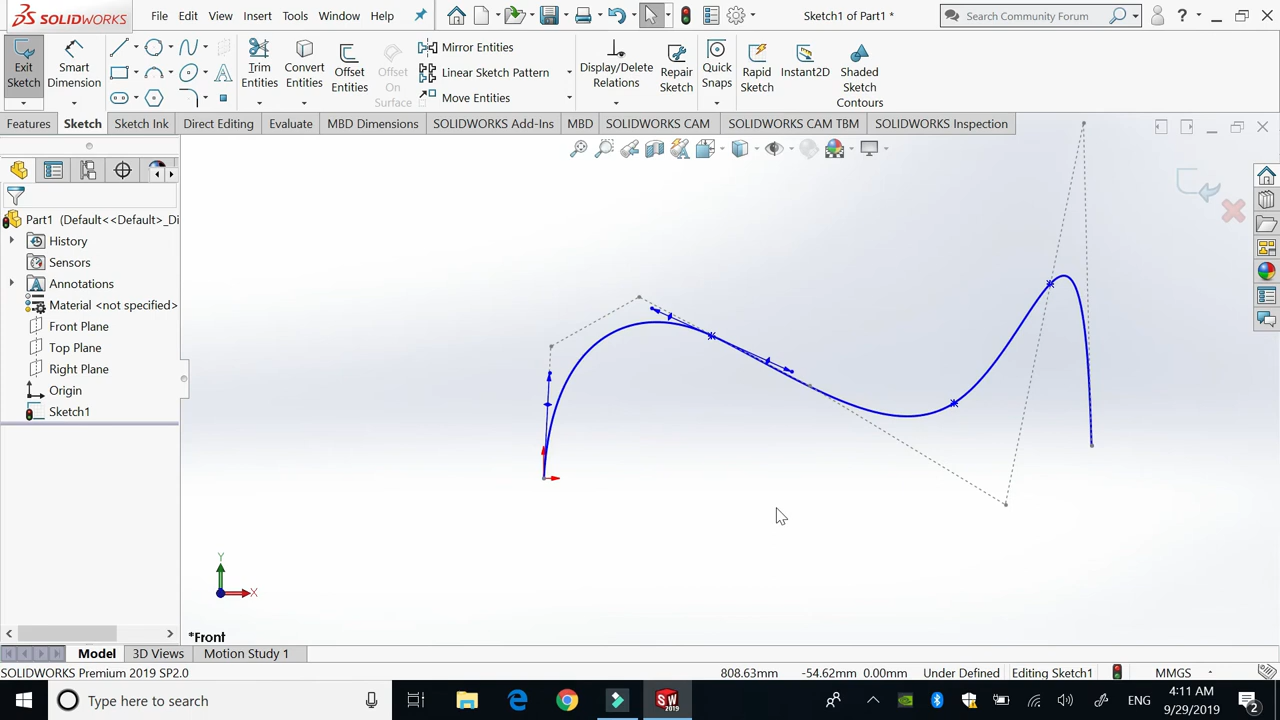 SOLIDWORKS
File Edit View Insert Tools Window Help
Sketch1 of Part1 *
Search Community Forum
Exit Sketch
Smart Dimension
Trim Entities
Convert Entities
Offset Entities
Offset On Surface
Mirror Entities
Linear Sketch Pattern
Move Entities
Display/Delete Relations
Repair Sketch
Quick Snaps
Rapid Sketch
Instant2D
Shaded Sketch Contours
Features Sketch Sketch Ink Direct Editing Evaluate MBD Dimensions SOLIDWORKS Add-Ins MBD SOLIDWORKS CAM SOLIDWORKS CAM TBM SOLIDWORKS Inspection
Part1 (Default<<Default>_Di
History
Sensors
Annotations
Material <not specified>
Front Plane
Top Plane
Right Plane
Origin
Sketch1
Y
X
*Front
Model 3D Views Motion Study 1
SOLIDWORKS Premium 2019 SP2.0
808.63mm -54.62mm 0.00mm Under Defined Editing Sketch1 MMGS
Type here to search
ENG
4:11 AM
9/29/2019
2